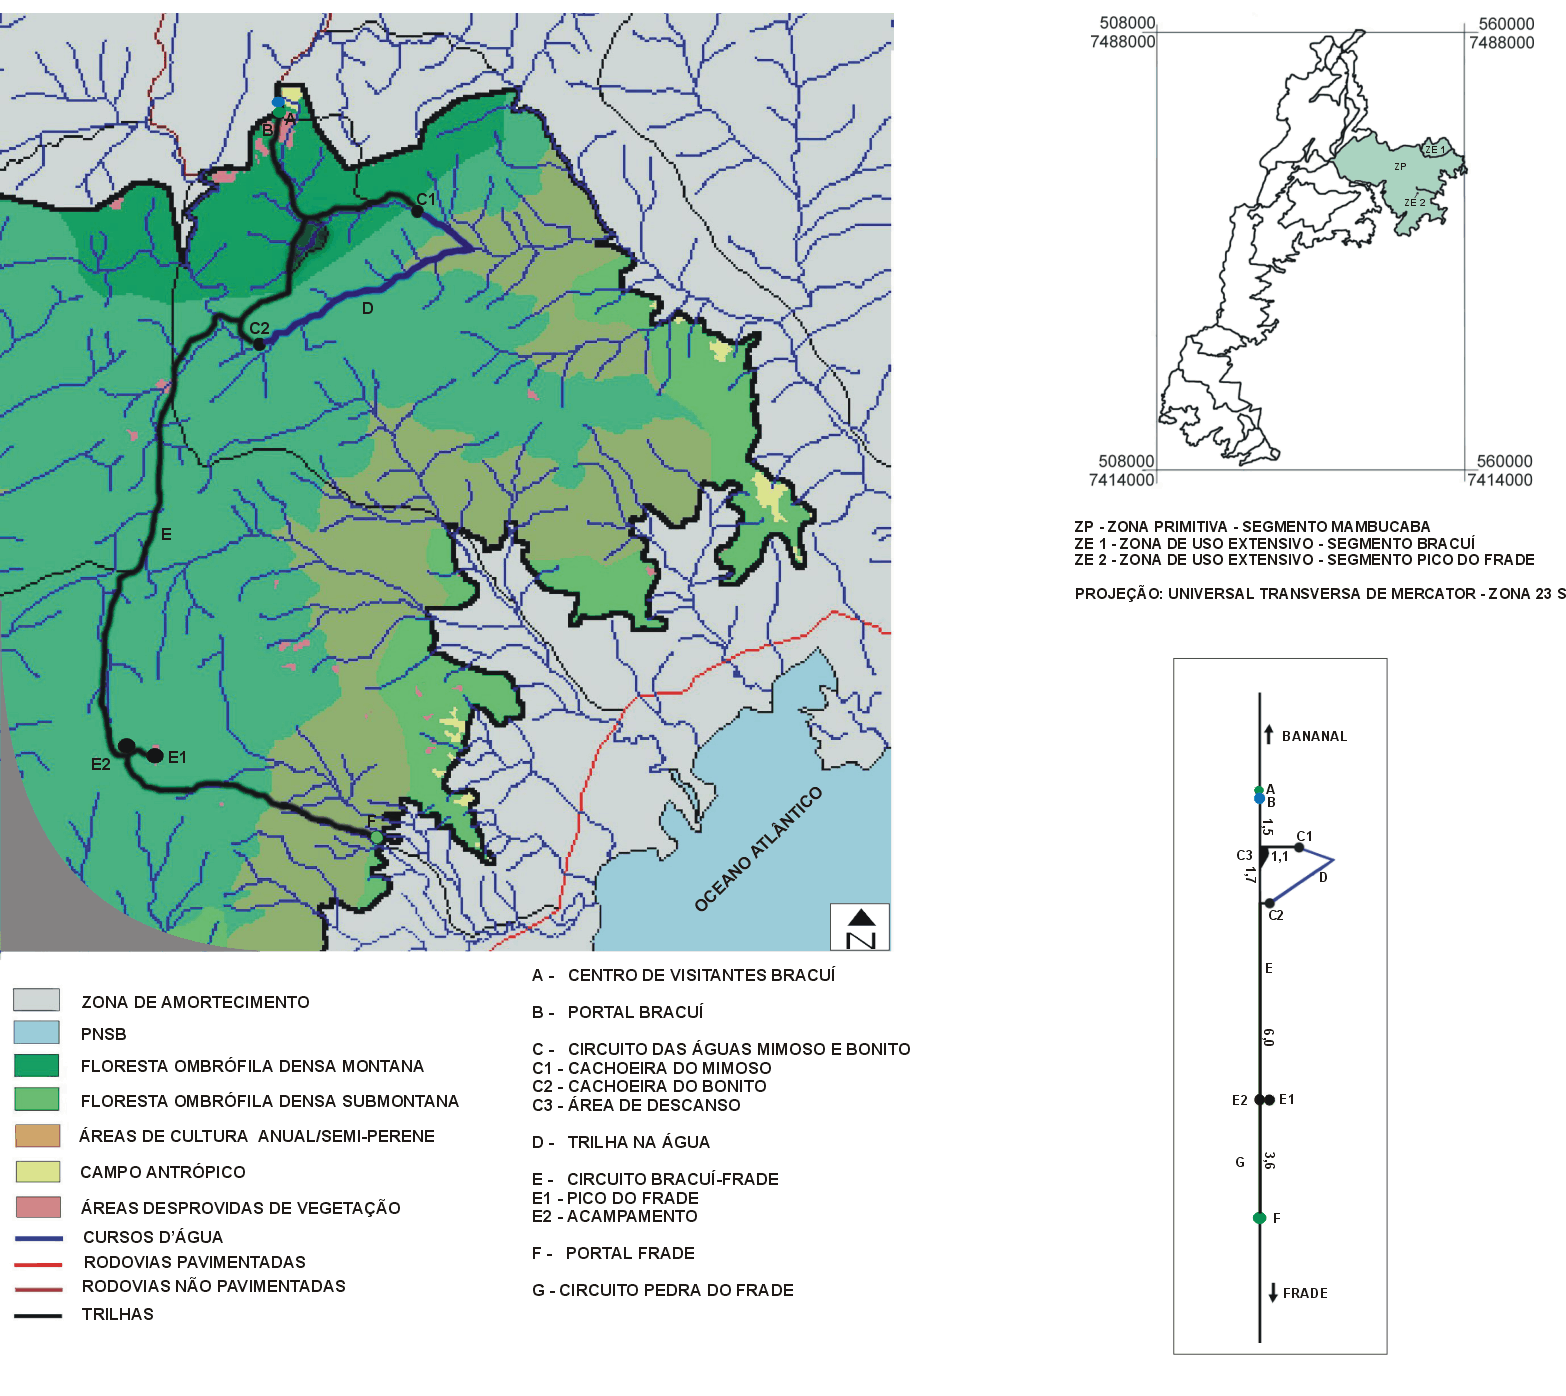 A
B
C1
D
C2
E
E2
E1
F
OCEANO ATLÂNTICO
N
ZONA DE AMORTECIMENTO
PNSB
FLORESTA OMBRÓFILA DENSA MONTANA
FLORESTA OMBRÓFILA DENSA SUBMONTANA
ÁREAS DE CULTURA ANUAL/SEMI-PERENE
CAMPO ANTRÓPICO
ÁREAS DESPROVIDAS DE VEGETAÇÃO
CURSOS D'ÁGUA
RODOVIAS PAVIMENTADAS
RODOVIAS NÃO PAVIMENTADAS
TRILHAS
A - CENTRO DE VISITANTES BRACUÍ
B - PORTAL BRACUÍ
C - CIRCUITO DAS ÁGUAS MIMOSO E BONITO
C1 - CACHOEIRA DO MIMOSO
C2 - CACHOEIRA DO BONITO
C3 - ÁREA DE DESCANSO
D - TRILHA NA ÁGUA
E - CIRCUITO BRACUÍ-FRADE
E1 - PICO DO FRADE
E2 - ACAMPAMENTO
F - PORTAL FRADE
G - CIRCUITO PEDRA DO FRADE
508000
7488000
560000
7488000
ZE 1
ZP
ZE 2
508000
7414000
560000
7414000
ZP - ZONA PRIMITIVA - SEGMENTO MAMBUCABA
ZE 1 - ZONA DE USO EXTENSIVO - SEGMENTO BRACUÍ
ZE 2 - ZONA DE USO EXTENSIVO - SEGMENTO PICO DO FRADE
PROJEÇÃO: UNIVERSAL TRANSVERSA DE MERCATOR - ZONA 23 S
BANANAL
A
B
1,5
C1
C3
1,1
1,7
D
C2
E
6,0
E2
E1
G
3,6
F
FRADE